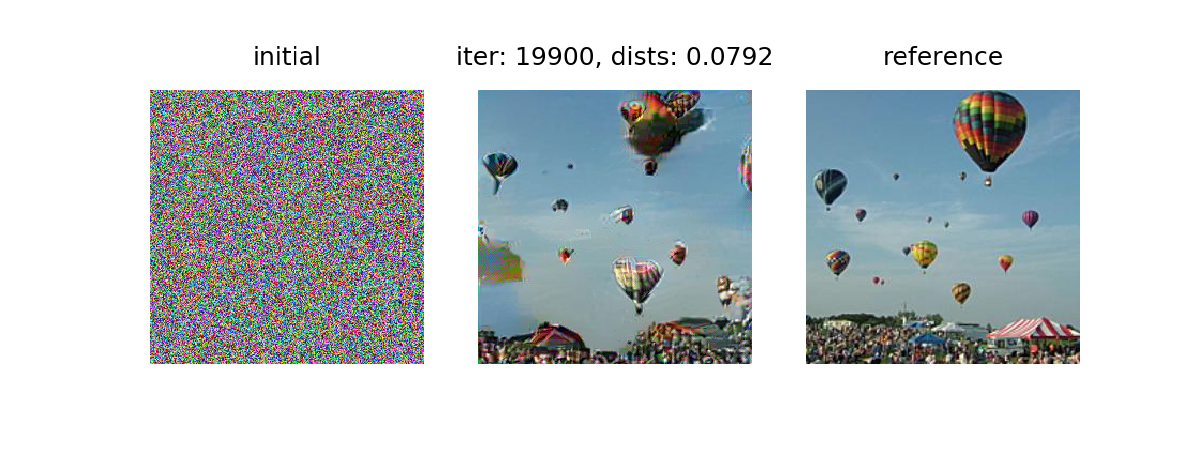 initial
iter: 19900, dists: 0.0792
reference